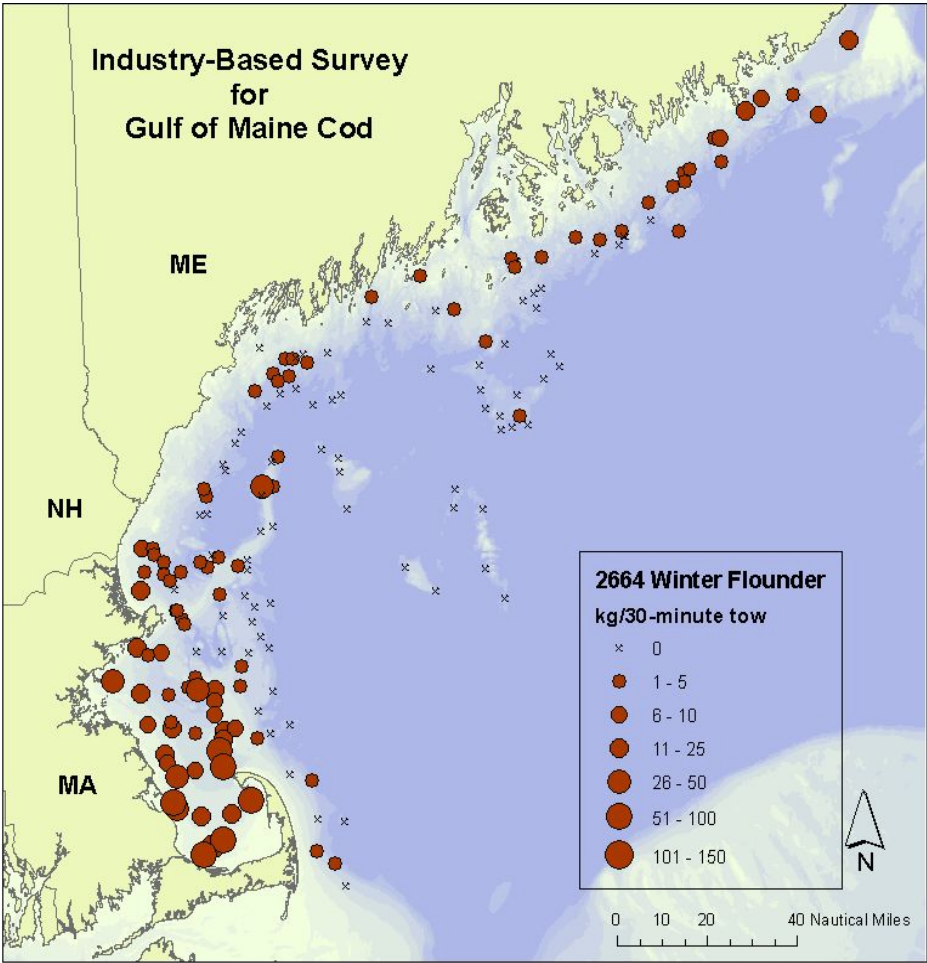 Industry-Based Survey
for
Gulf of Maine Cod
ME
NH
MA
2664 Winter Flounder
kg/30-minute tow
0
1 - 5
6 - 10
11 - 25
26 - 50
51 - 100
101 - 150
N
0 10 20 40 Nautical Miles